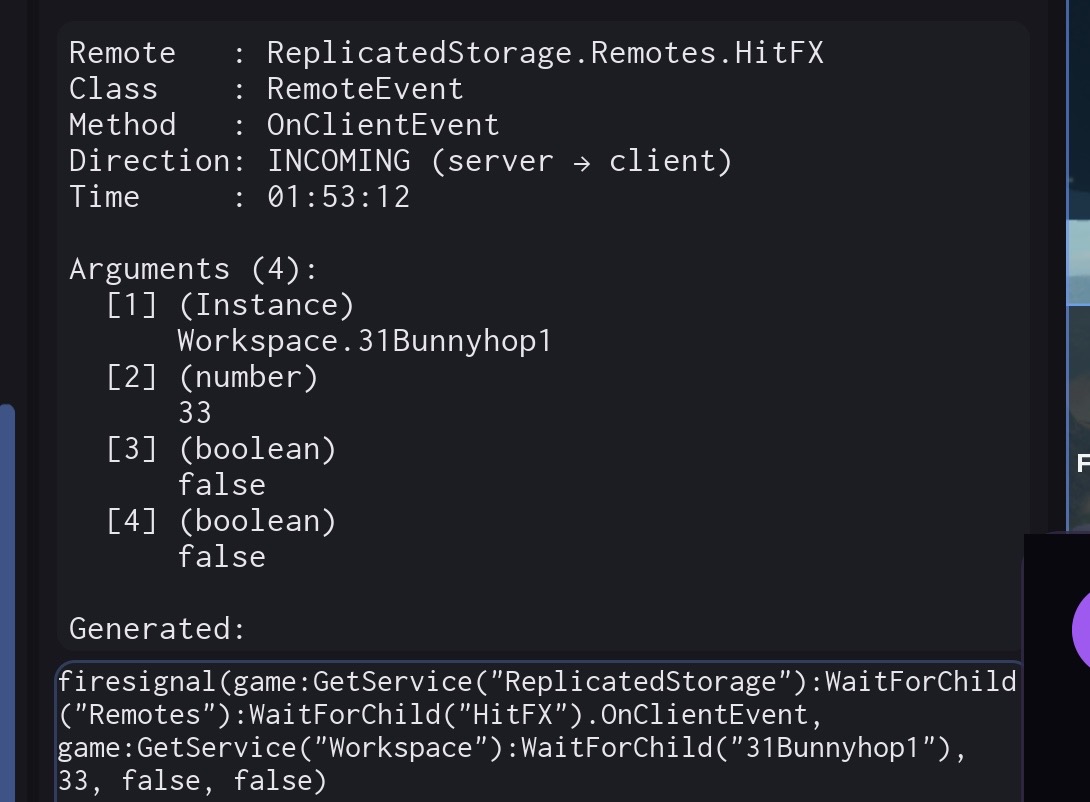 Remote   : ReplicatedStorage.Remotes.HitFX
Class    : RemoteEvent
Method   : OnClientEvent
Direction: INCOMING (server → client)
Time     : 01:53:12
Arguments (4):
[1] (Instance)
Workspace.31Bunnyhop1
[2] (number)
33
[3] (boolean)
false
[4] (boolean)
false
Generated:
firesignal(game:GetService("ReplicatedStorage"):WaitForChild
("Remotes"):WaitForChild("HitFX").OnClientEvent,
game:GetService("Workspace"):WaitForChild("31Bunnyhop1"),
33, false, false)